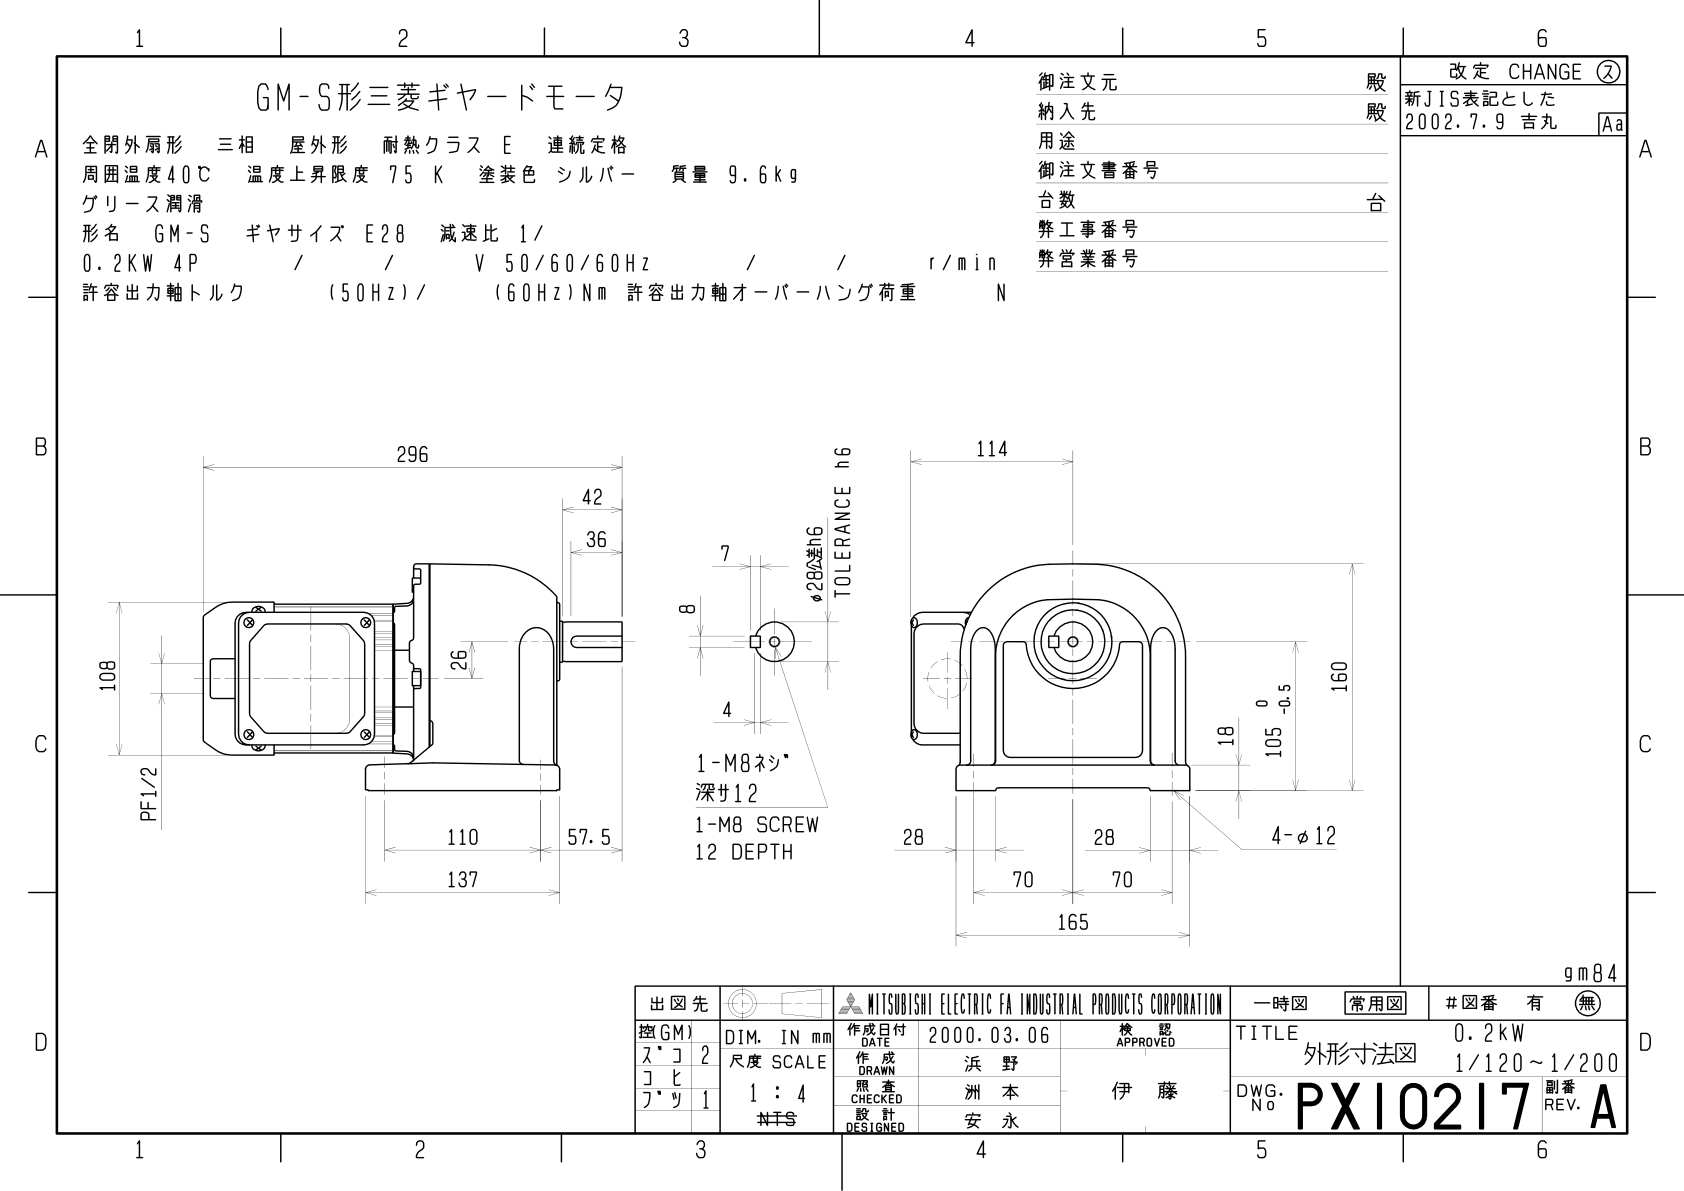 1 2 3 4 5 6
改定 CHANGE ス
新JIS表記とした
2002.7.9 吉丸 Aa
GM-S形三菱ギヤードモータ
全閉外扇形 三相 屋外形 耐熱クラス E 連続定格
周囲温度40℃ 温度上昇限度 75 K 塗装色 シルバー 質量 9.6kg
グリース潤滑
形名 GM-S ギヤサイズ E28 減速比 1/
0.2KW 4P / / V 50/60/60Hz / / r/min
許容出力軸トルク (50Hz)/ (60Hz)Nm 許容出力軸オーバーハング荷重 N
御注文元 殿
納入先 殿
用途
御注文書番号
台数 台
弊工事番号
弊営業番号
A A
B B
C C
D D
296
42
36
108
PF1/2
26
110
57.5
137
7
8
4
φ28公差h6
TOLERANCE h6
1-M8ネジ
深サ12
1-M8 SCREW
12 DEPTH
114
160
105 0 -0.5
18
28
28
4-φ12
70
70
165
gm84
出図先
控(GM)
ズコ 2
コヒ
ブツ 1
DIM. IN mm
尺度 SCALE
1 : 4
NTS
MITSUBISHI ELECTRIC FA INDUSTRIAL PRODUCTS CORPORATION
作成日付 DATE 2000.03.06
作成 DRAWN 浜野
照査 CHECKED 洲本
設計 DESIGNED 安永
検認 APPROVED
伊藤
一時図 常用図 #図番 有 無
TITLE 外形寸法図
0.2kW
1/120~1/200
DWG. No PX10217
副番 REV. A
1 2 3 4 5 6